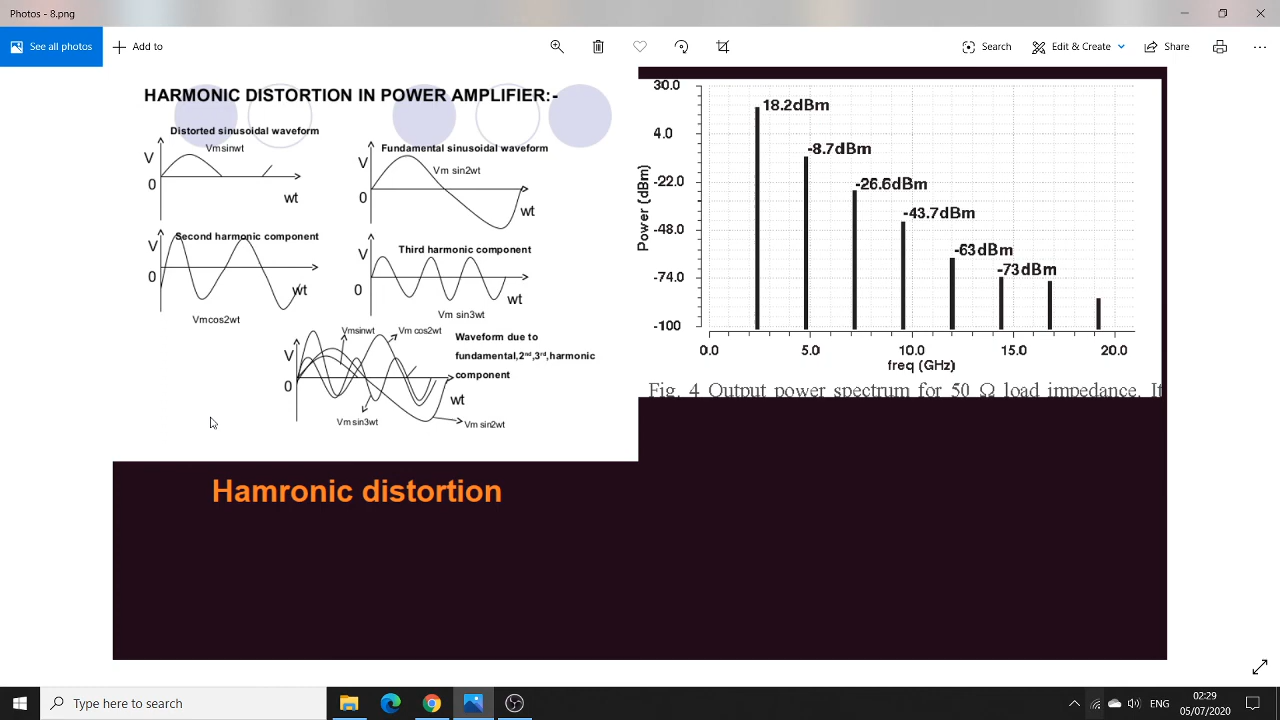 Photos - 8.png
See all photos
Add to
Search
Edit & Create
Share
HARMONIC DISTORTION IN POWER AMPLIFIER:-
Distorted sinusoidal waveform
Vmsinwt
V
0
wt
Fundamental sinusoidal waveform
V
Vm sin2wt
0
wt
Second harmonic component
V
0
wt
Vmcos2wt
Third harmonic component
V
0
wt
Vm sin3wt
Vmsinwt
Vm cos2wt
V
0
wt
Vm sin3wt
Vm sin2wt
Waveform due to
fundamental,2nd,3rd,harmonic
component
30.0
4.0
-22.0
-48.0
-74.0
-100
Power (dBm)
18.2dBm
-8.7dBm
-26.6dBm
-43.7dBm
-63dBm
-73dBm
0.0 5.0 10.0 15.0 20.0
freq (GHz)
Fig. 4 Output power spectrum for 50 Ω load impedance. It
Hamronic distortion
Type here to search
ENG
02:29
05/07/2020